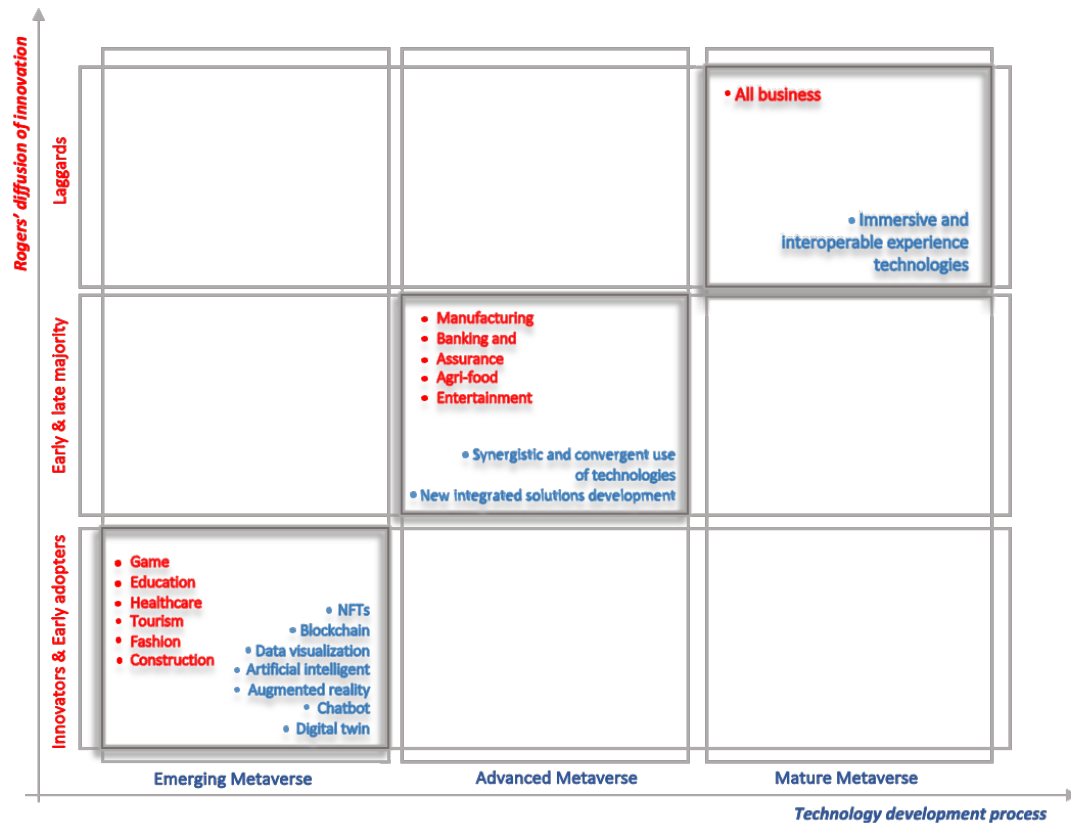 Rogers' diffusion of innovation
Laggards
• All business
• Immersive and
interoperable experience
technologies
Early & late majority
• Manufacturing
• Banking and
• Assurance
• Agri-food
• Entertainment
• Synergistic and convergent use
of technologies
• New integrated solutions development
Innovators & Early adopters
• Game
• Education
• Healthcare
• Tourism
• Fashion
• Construction
• NFTs
• Blockchain
• Data visualization
• Artificial intelligent
• Augmented reality
• Chatbot
• Digital twin
Emerging Metaverse
Advanced Metaverse
Mature Metaverse
Technology development process